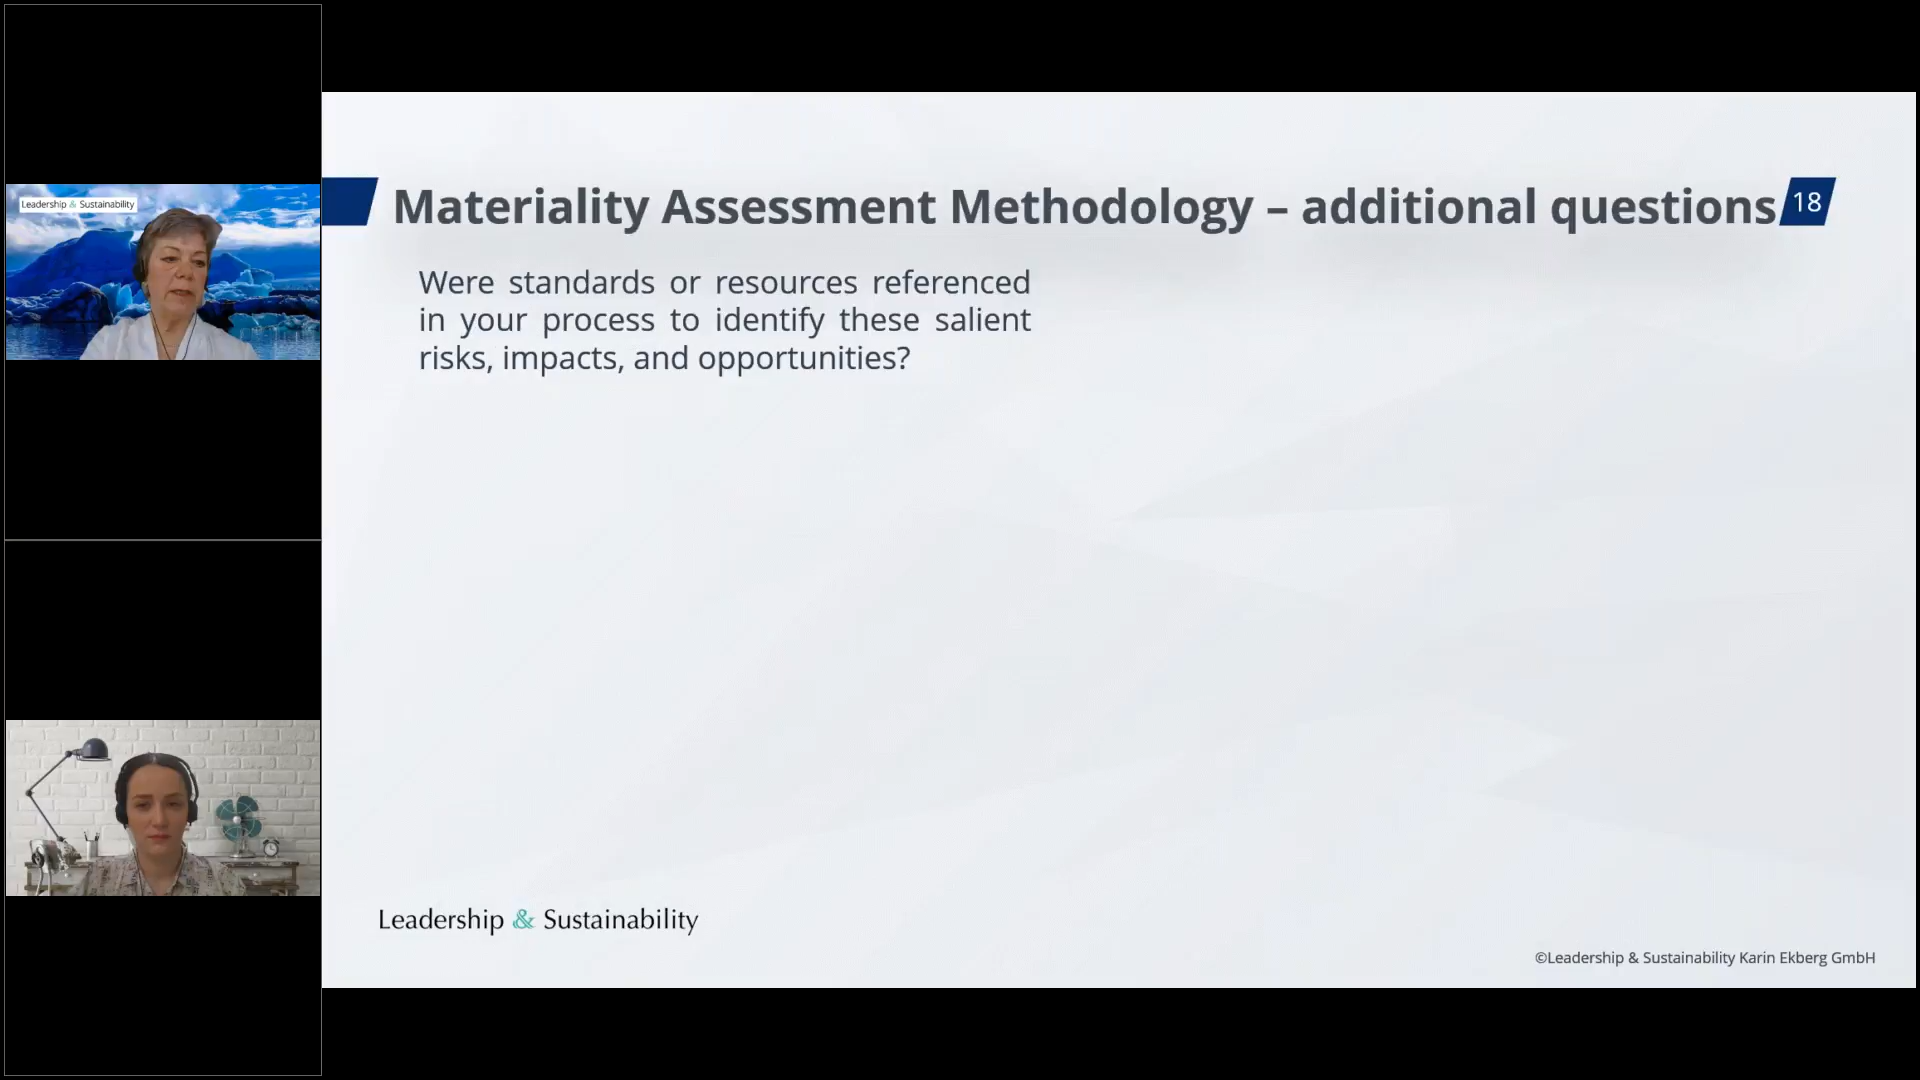 Leadership & Sustainability
Materiality Assessment Methodology – additional questions
18
Were standards or resources referenced
in your process to identify these salient
risks, impacts, and opportunities?
Leadership & Sustainability
©Leadership & Sustainability Karin Ekberg GmbH